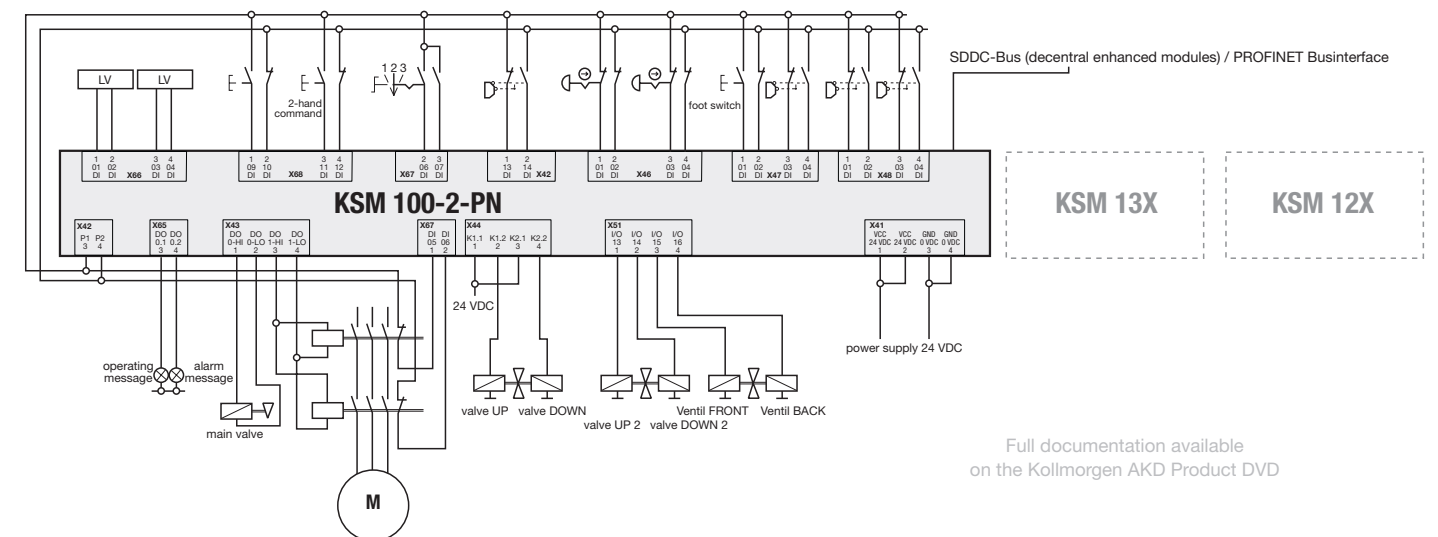 SDDC-Bus (decentral enhanced modules) / PROFINET Businterface
LV LV
1 2 3
2-hand
command
foot switch
1 2 3 4 1 2 3 4 2 3 1 2 1 2 3 4 1 2 3 4 1 2 3 4
01 02 03 04 09 10 11 12 06 07 13 14 01 02 03 04 01 02 03 04 01 02 03 04
DI DI X66 DI DI DI DI X68 DI DI X67 DI DI DI DI X42 DI DI X46 DI DI DI DI X47 DI DI DI DI X48 DI DI
KSM 100-2-PN
KSM 13X
KSM 12X
X42
P1 P2
3 4
X65
DO DO
0.1 0.2
3 4
X43
DO DO DO DO
0-HI 0-LO 1-HI 1-LO
1 2 3 4
X67
DI DI
05 06
1 2
X44
K1.1 K1.2 K2.1 K2.2
1 2 3 4
X51
I/O I/O I/O I/O
13 14 15 16
1 2 3 4
X41
VCC VCC GND GND
24 VDC 24 VDC 0 VDC 0 VDC
1 2 3 4
24 VDC
power supply 24 VDC
operating
message
alarm
message
main valve
valve UP
valve DOWN
valve UP 2
valve DOWN 2
Ventil FRONT
Ventil BACK
M
Full documentation available
on the Kollmorgen AKD Product DVD